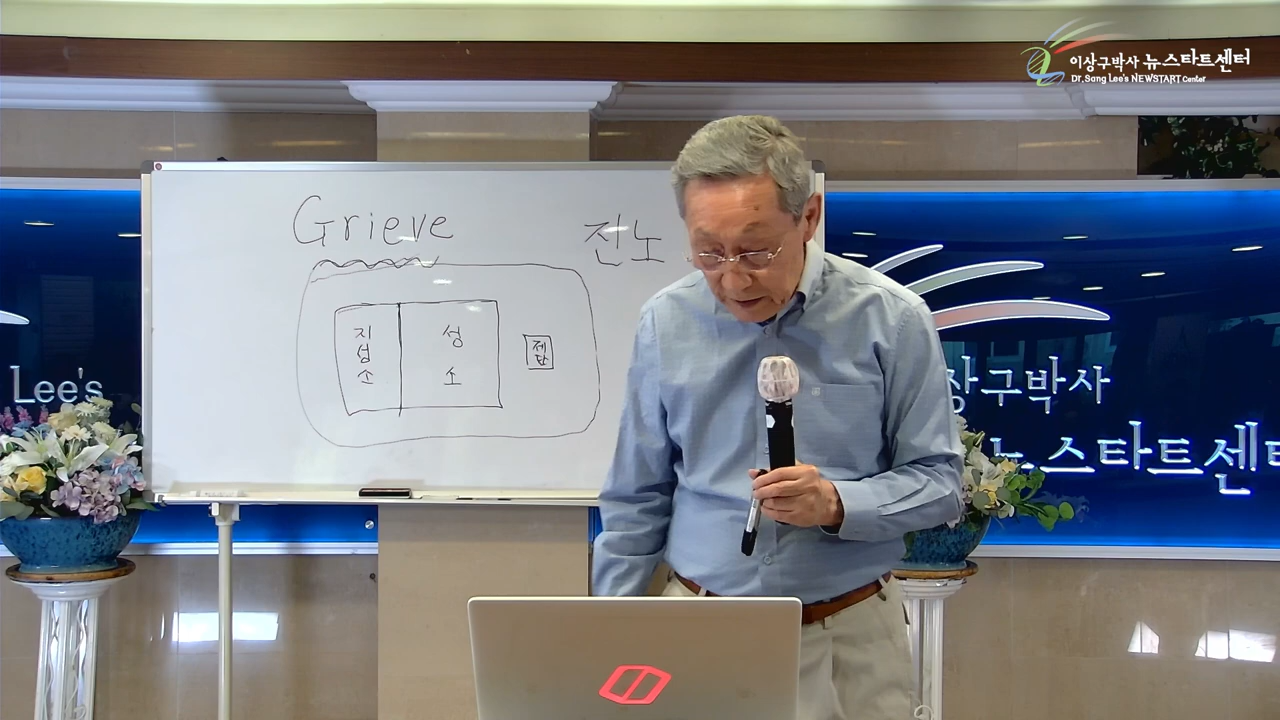 이상구박사 뉴스타트센터
Dr. Sang Lee's NEWSTART Center
Grieve
진노
지성소
성소
제단
Lee's
상구박사
뉴스타트센터